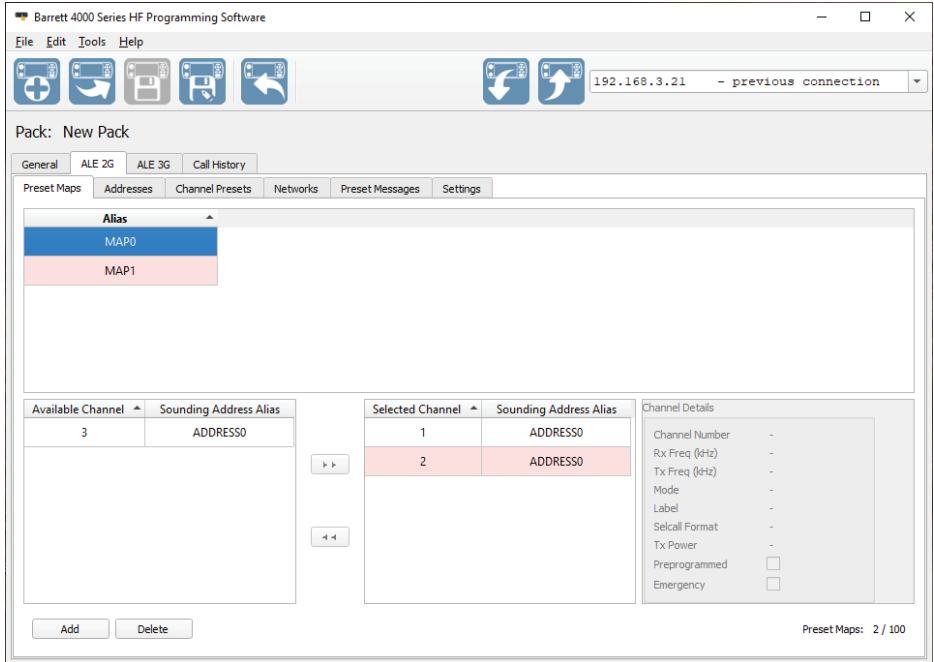 Barrett 4000 Series HF Programming Software
File Edit Tools Help
192.168.3.21 - previous connection
Pack: New Pack
General ALE 2G ALE 3G Call History
Preset Maps Addresses Channel Presets Networks Preset Messages Settings
Alias
MAP0
MAP1
Available Channel Sounding Address Alias
3 ADDRESS0
Selected Channel Sounding Address Alias
1 ADDRESS0
2 ADDRESS0
Channel Details
Channel Number -
Rx Freq (kHz) -
Tx Freq (kHz) -
Mode -
Label -
Selcall Format -
Tx Power -
Preprogrammed
Emergency
Add Delete
Preset Maps: 2 / 100